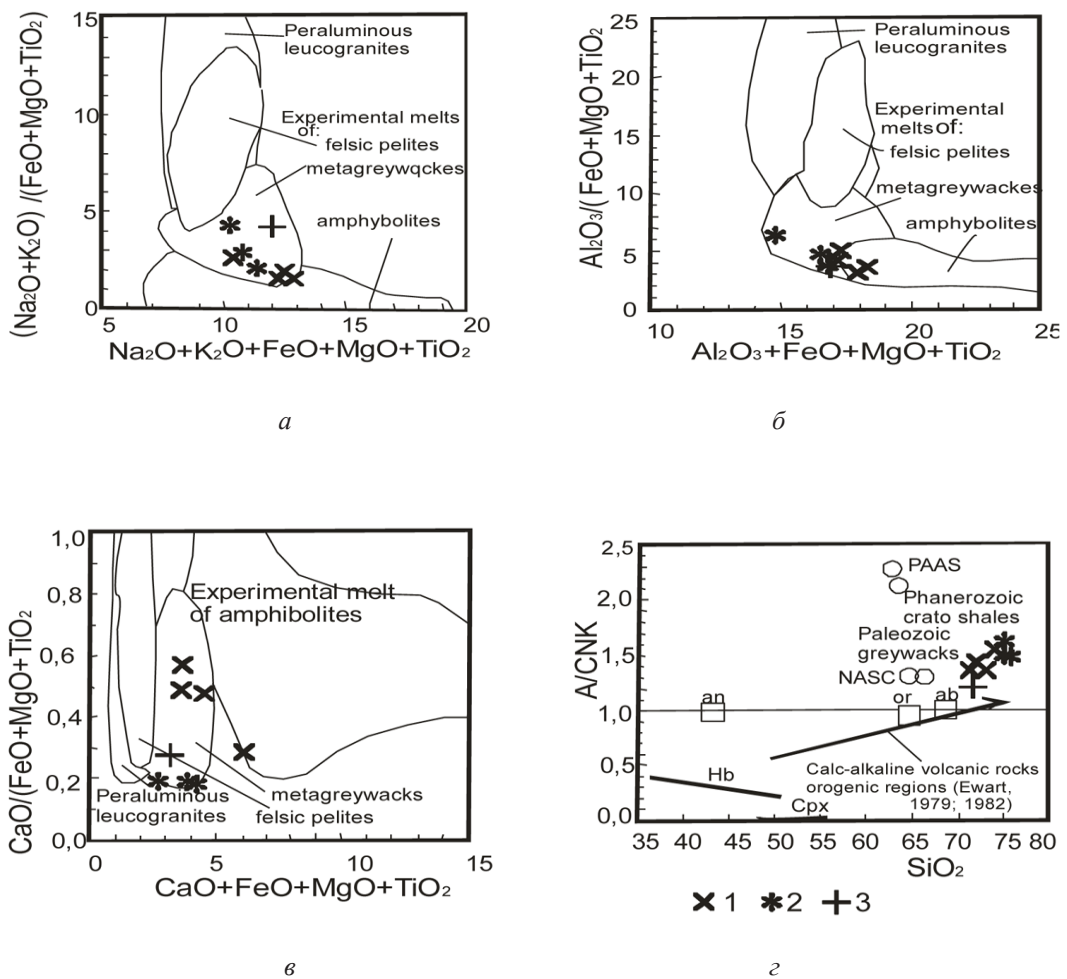 15
10
5
0
5
10
15
20
(Na₂O+K₂O) /(FeO+MgO+TiO₂)
Peraluminous
leucogranites
Experimental melts
of:
felsic pelites
metagreywqckes
amphybolites
Na₂O+K₂O+FeO+MgO+TiO₂
а
25
20
15
10
5
0
10
15
20
25
Al₂O₃/(FeO+MgO+TiO₂
Peraluminous
leucogranites
Experimental
melts of:
felsic pelites
metagreywackes
amphybolites
Al₂O₃+FeO+MgO+TiO₂
б
1,0
0,8
0,6
0,4
0,2
0,0
0
5
10
15
CaO/(FeO+MgO+TiO₂
Experimental melt
of amphibolites
Peraluminous
leucogranites
metagreywacks
felsic pelites
CaO+FeO+MgO+TiO₂
в
2,5
2,0
1,5
1,0
0,5
0,0
35 40 45 50 55 60 65 70 75 80
A/CNK
PAAS
Phanerozoic
crato shales
Paleozoic
greywacks
NASC
an
or
ab
Hb
Cpx
Calc-alkaline volcanic rocks
orogenic regions (Ewart,
1979; 1982)
SiO₂
1 2 3
г